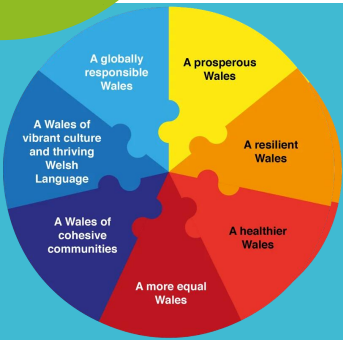 A globally
responsible
Wales
A prosperous
Wales
A resilient
Wales
A healthier
Wales
A more equal
Wales
A Wales of
cohesive
communities
A Wales of
vibrant culture
and thriving
Welsh
Language